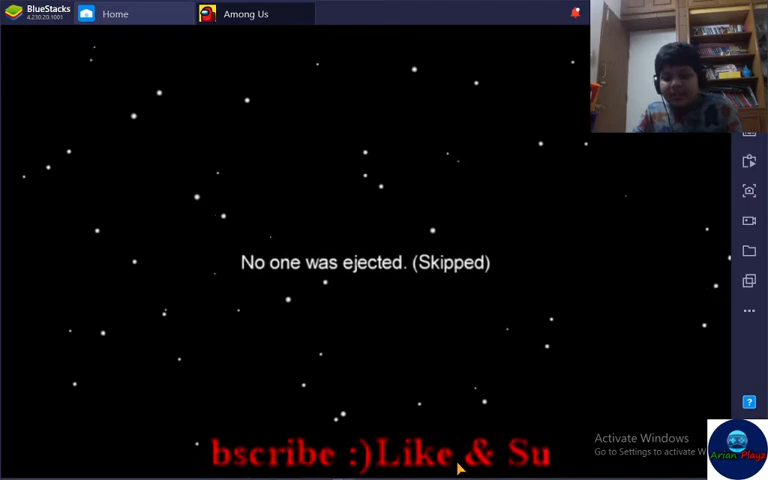 BlueStacks
4.230.20.1001
Home
Among Us
No one was ejected. (Skipped)
bscribe :)Like & Su
Activate Windows
Go to Settings to activate W
Arian Playz